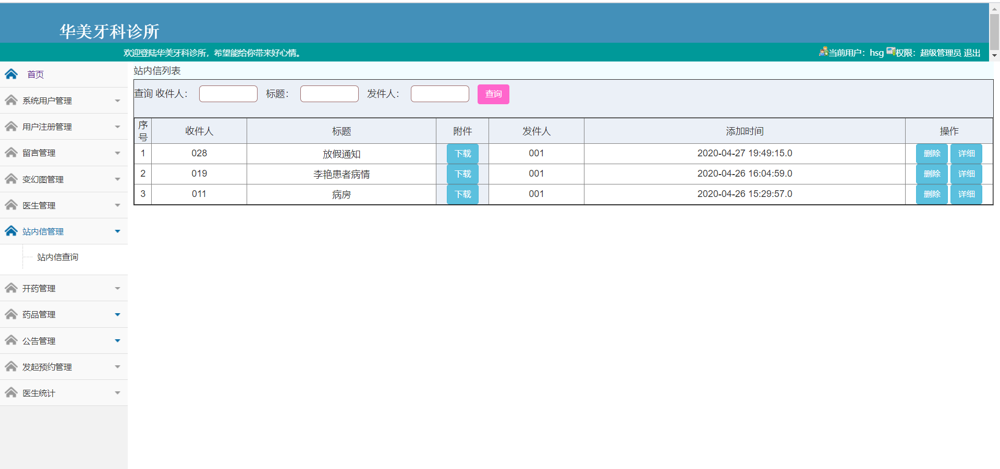 华美牙科诊所
欢迎登陆华美牙科诊所，希望能给你带来好心情。
当前用户：hsg 权限：超级管理员 退出
首页
系统用户管理
用户注册管理
留言管理
变幻图管理
医生管理
站内信管理
站内信查询
开药管理
药品管理
公告管理
发起预约管理
医生统计
站内信列表
查询 收件人： 标题： 发件人： 查询
序号 收件人 标题 附件 发件人 添加时间 操作
1 028 放假通知 下载 001 2020-04-27 19:49:15.0 删除 详细
2 019 李艳患者病情 下载 001 2020-04-26 16:04:59.0 删除 详细
3 011 病房 下载 001 2020-04-26 15:29:57.0 删除 详细